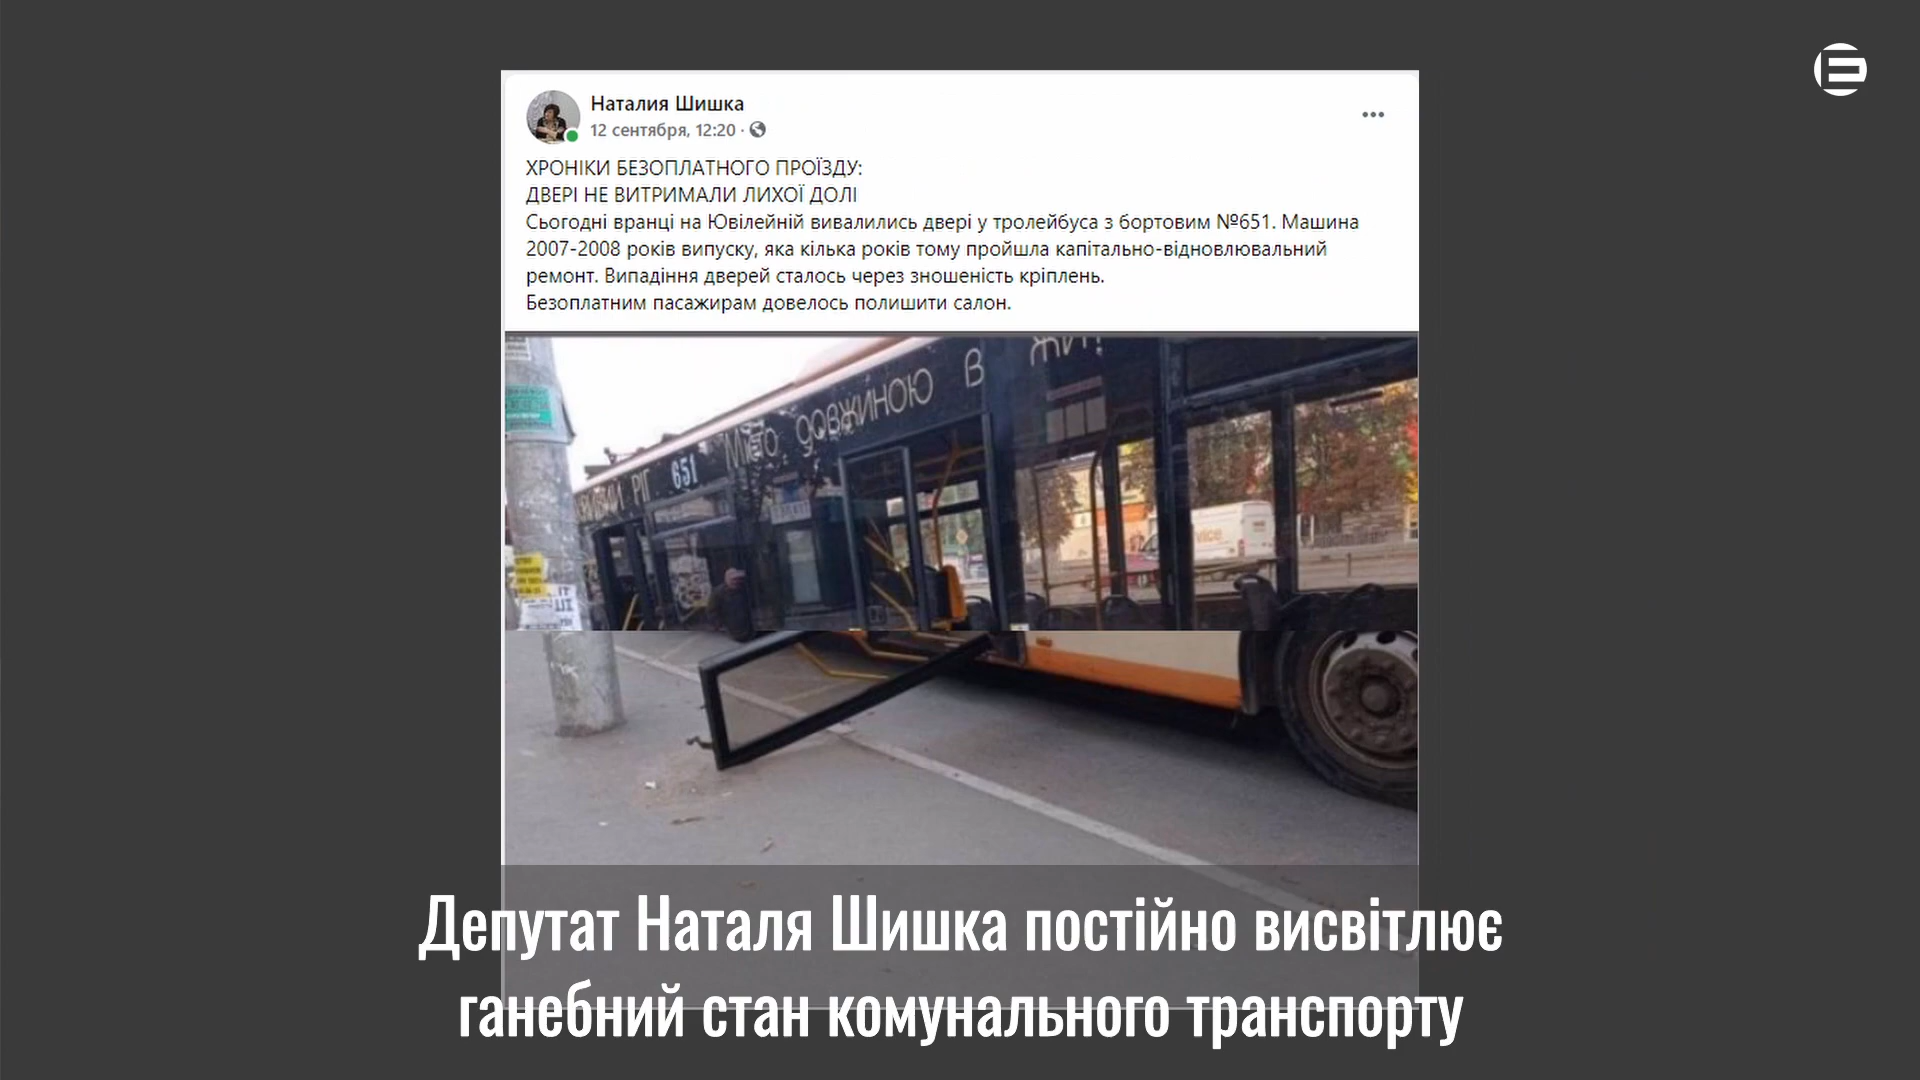 Наталия Шишка
12 сентября, 12:20 ·
ХРОНІКИ БЕЗОПЛАТНОГО ПРОЇЗДУ:
ДВЕРІ НЕ ВИТРИМАЛИ ЛИХОЇ ДОЛІ
Сьогодні вранці на Ювілейній вивалились двері у тролейбуса з бортовим №651. Машина
2007-2008 років випуску, яка кілька років тому пройшла капітально-відновлювальний
ремонт. Випадіння дверей сталось через зношеність кріплень.
Безоплатним пасажирам довелось полишити салон.
РІГ 651 Місто довжиною в
vice
Депутат Наталя Шишка постійно висвітлює
ганебний стан комунального транспорту